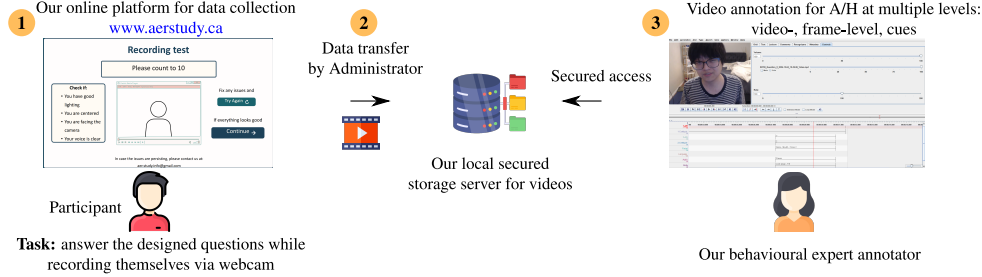 1
Our online platform for data collection
www.aerstudy.ca
Recording test
Please count to 10
Check if:
• You have good
lighting
• You are centered
• You are facing the
camera
• Your voice is clear
Fix any issues and
Try Again
If everything looks good
Continue →
In case the issues are persisting, please contact us at
Participant
Task: answer the designed questions while
recording themselves via webcam
2
Data transfer
by Administrator
Secured access
Our local secured
storage server for videos
3
Video annotation for A/H at multiple levels:
video-, frame-level, cues
Our behavioural expert annotator